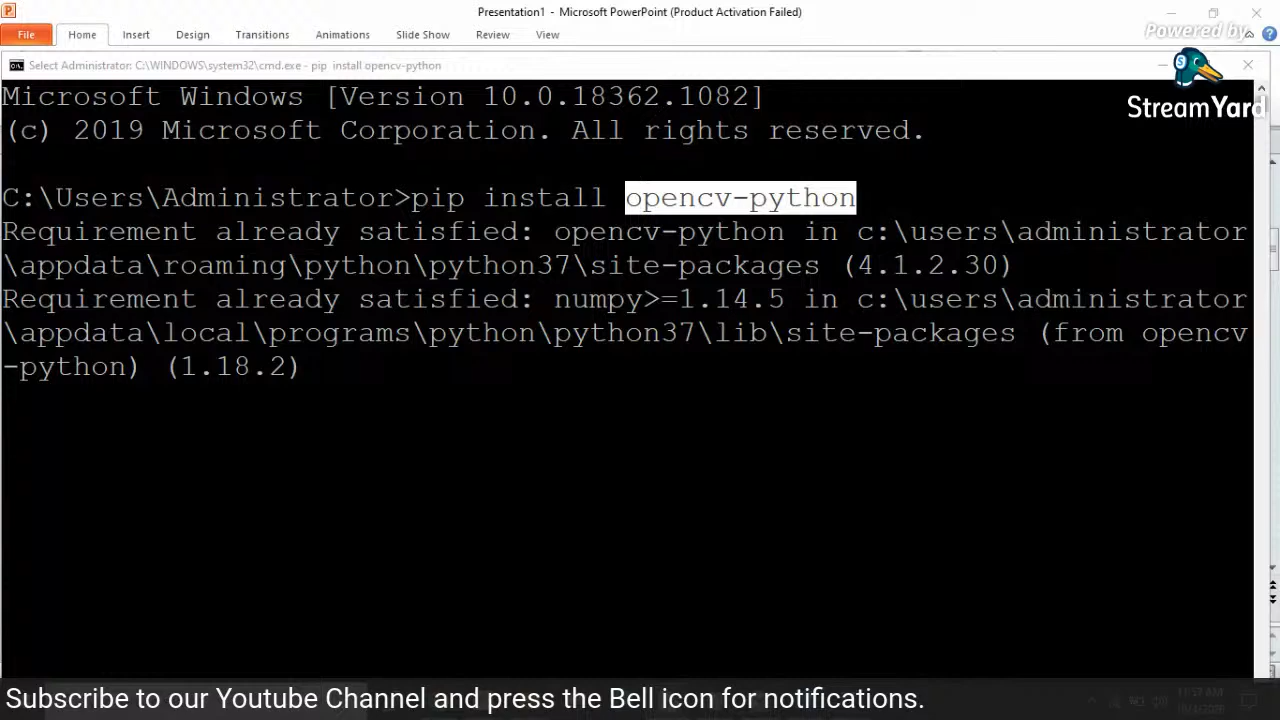 Presentation1 - Microsoft PowerPoint (Product Activation Failed)
File Home Insert Design Transitions Animations Slide Show Review View
Powered by
Select Administrator: C:\WINDOWS\system32\cmd.exe - pip install opencv-python
StreamYard
Microsoft Windows [Version 10.0.18362.1082]
(c) 2019 Microsoft Corporation. All rights reserved.
C:\Users\Administrator>pip install opencv-python
Requirement already satisfied: opencv-python in c:\users\administrator
\appdata\roaming\python\python37\site-packages (4.1.2.30)
Requirement already satisfied: numpy>=1.14.5 in c:\users\administrator
\appdata\local\programs\python\python37\lib\site-packages (from opencv
-python) (1.18.2)
Subscribe to our Youtube Channel and press the Bell icon for notifications.
11:57 AM